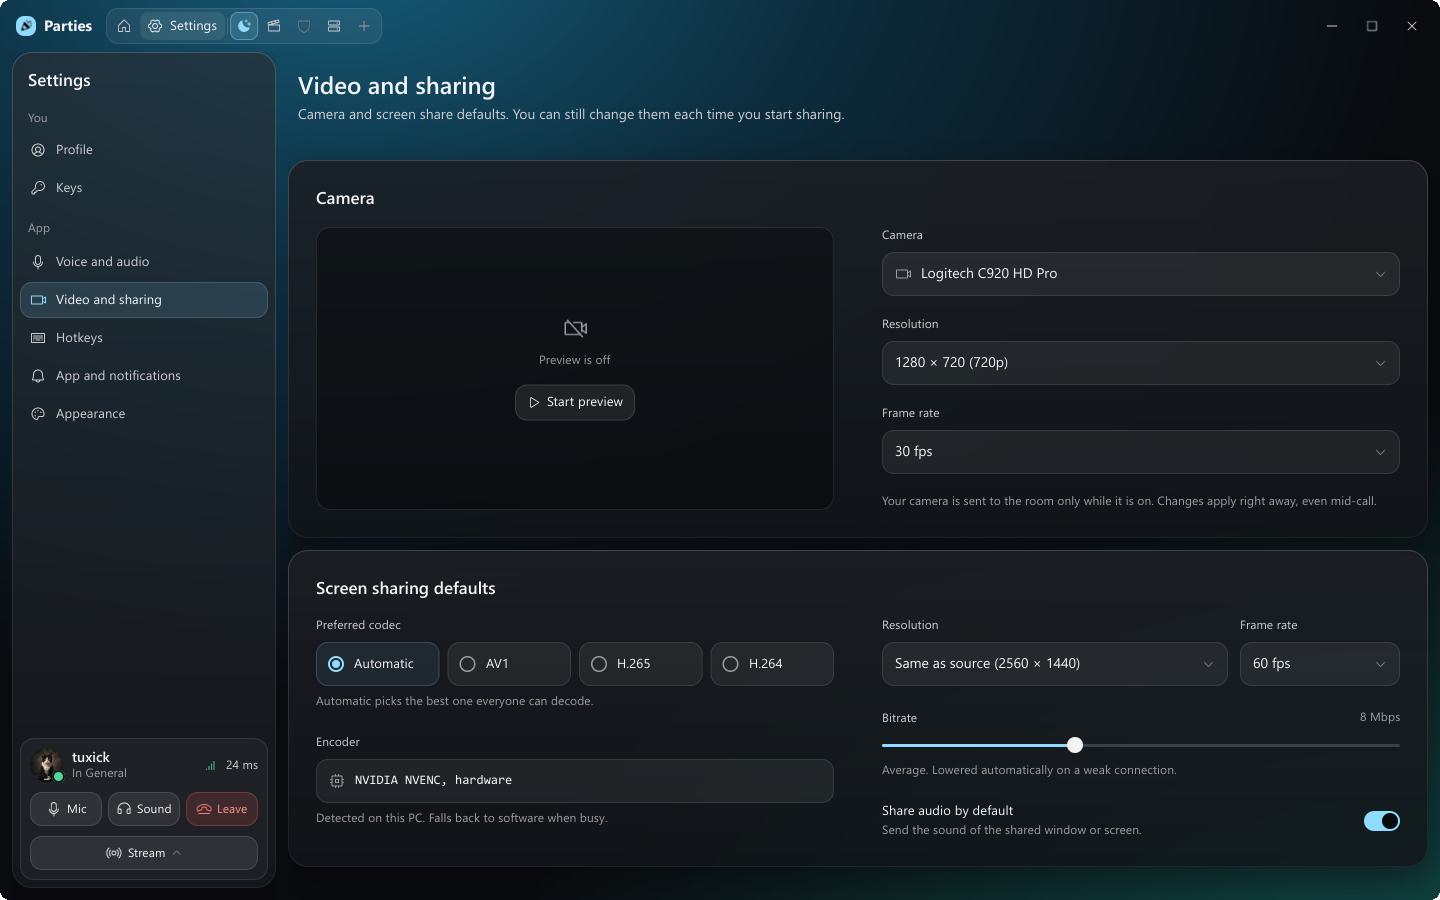 Parties
Settings
Settings
You
Profile
Keys
App
Voice and audio
Video and sharing
Hotkeys
App and notifications
Appearance
tuxick
In General
24 ms
Mic
Sound
Leave
Stream
Video and sharing
Camera and screen share defaults. You can still change them each time you start sharing.
Camera
Preview is off
Start preview
Camera
Logitech C920 HD Pro
Resolution
1280 × 720 (720p)
Frame rate
30 fps
Your camera is sent to the room only while it is on. Changes apply right away, even mid-call.
Screen sharing defaults
Preferred codec
Automatic
AV1
H.265
H.264
Automatic picks the best one everyone can decode.
Encoder
NVIDIA NVENC, hardware
Detected on this PC. Falls back to software when busy.
Resolution
Same as source (2560 × 1440)
Frame rate
60 fps
Bitrate
8 Mbps
Average. Lowered automatically on a weak connection.
Share audio by default
Send the sound of the shared window or screen.